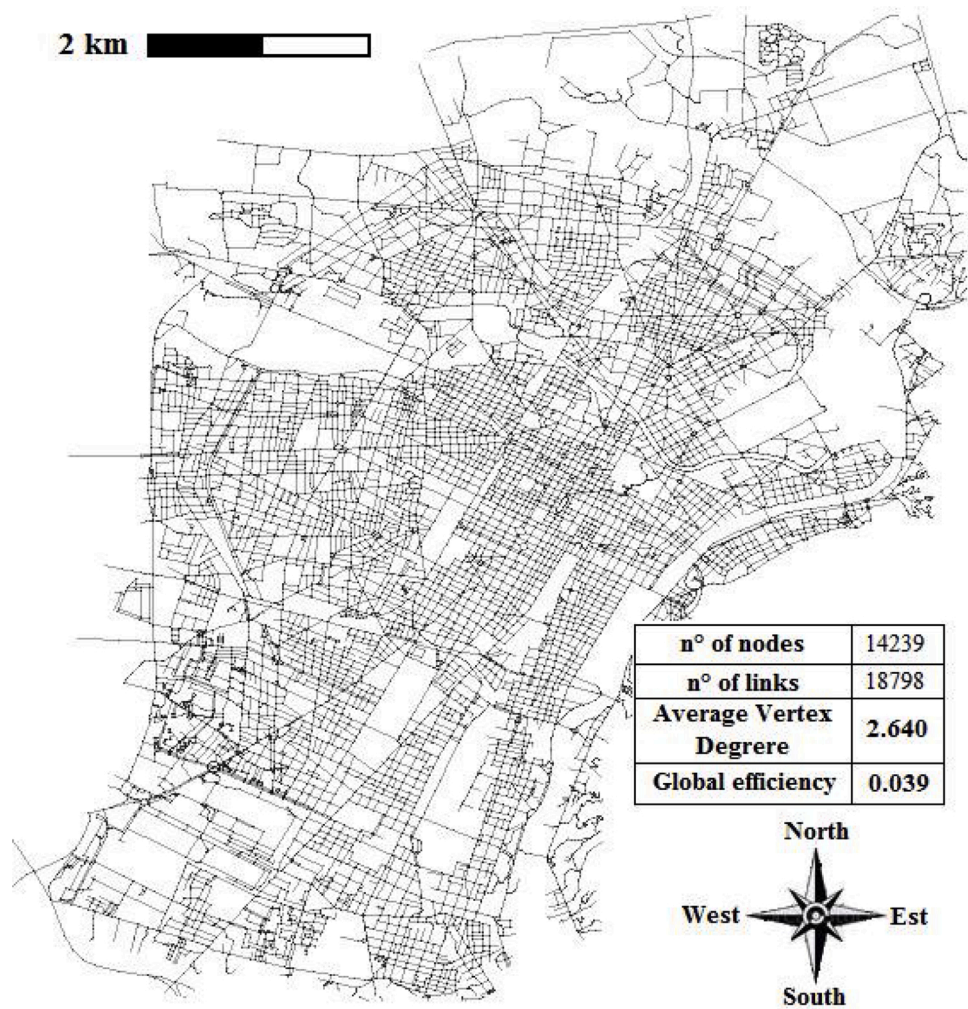 2 km
n° of nodes 14239
n° of links 18798
Average Vertex
Degrere 2.640
Global efficiency 0.039
North
West Est
South